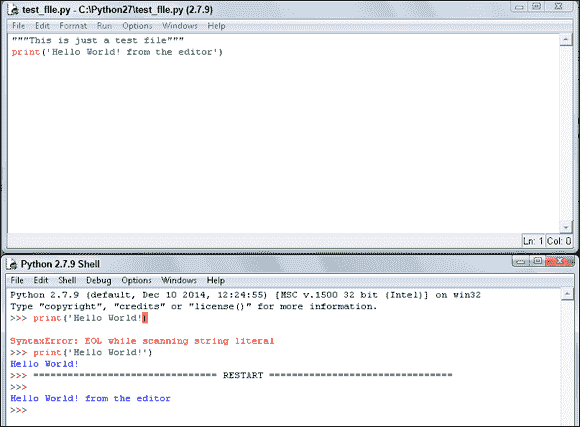 test_file.py - C:\Python27\test_file.py (2.7.9)
File Edit Format Run Options Windows Help
"""This is just a test file"""
print('Hello World! from the editor')
Ln: 1 Col: 0
Python 2.7.9 Shell
File Edit Shell Debug Options Windows Help
Python 2.7.9 (default, Dec 10 2014, 12:24:55) [MSC v.1500 32 bit (Intel)] on win32
Type "copyright", "credits" or "license()" for more information.
>>> print('Hello World')
SyntaxError: EOL while scanning string literal
>>> print('Hello World!')
Hello World!
>>> ================================ RESTART ================================
>>>
Hello World! from the editor
>>>